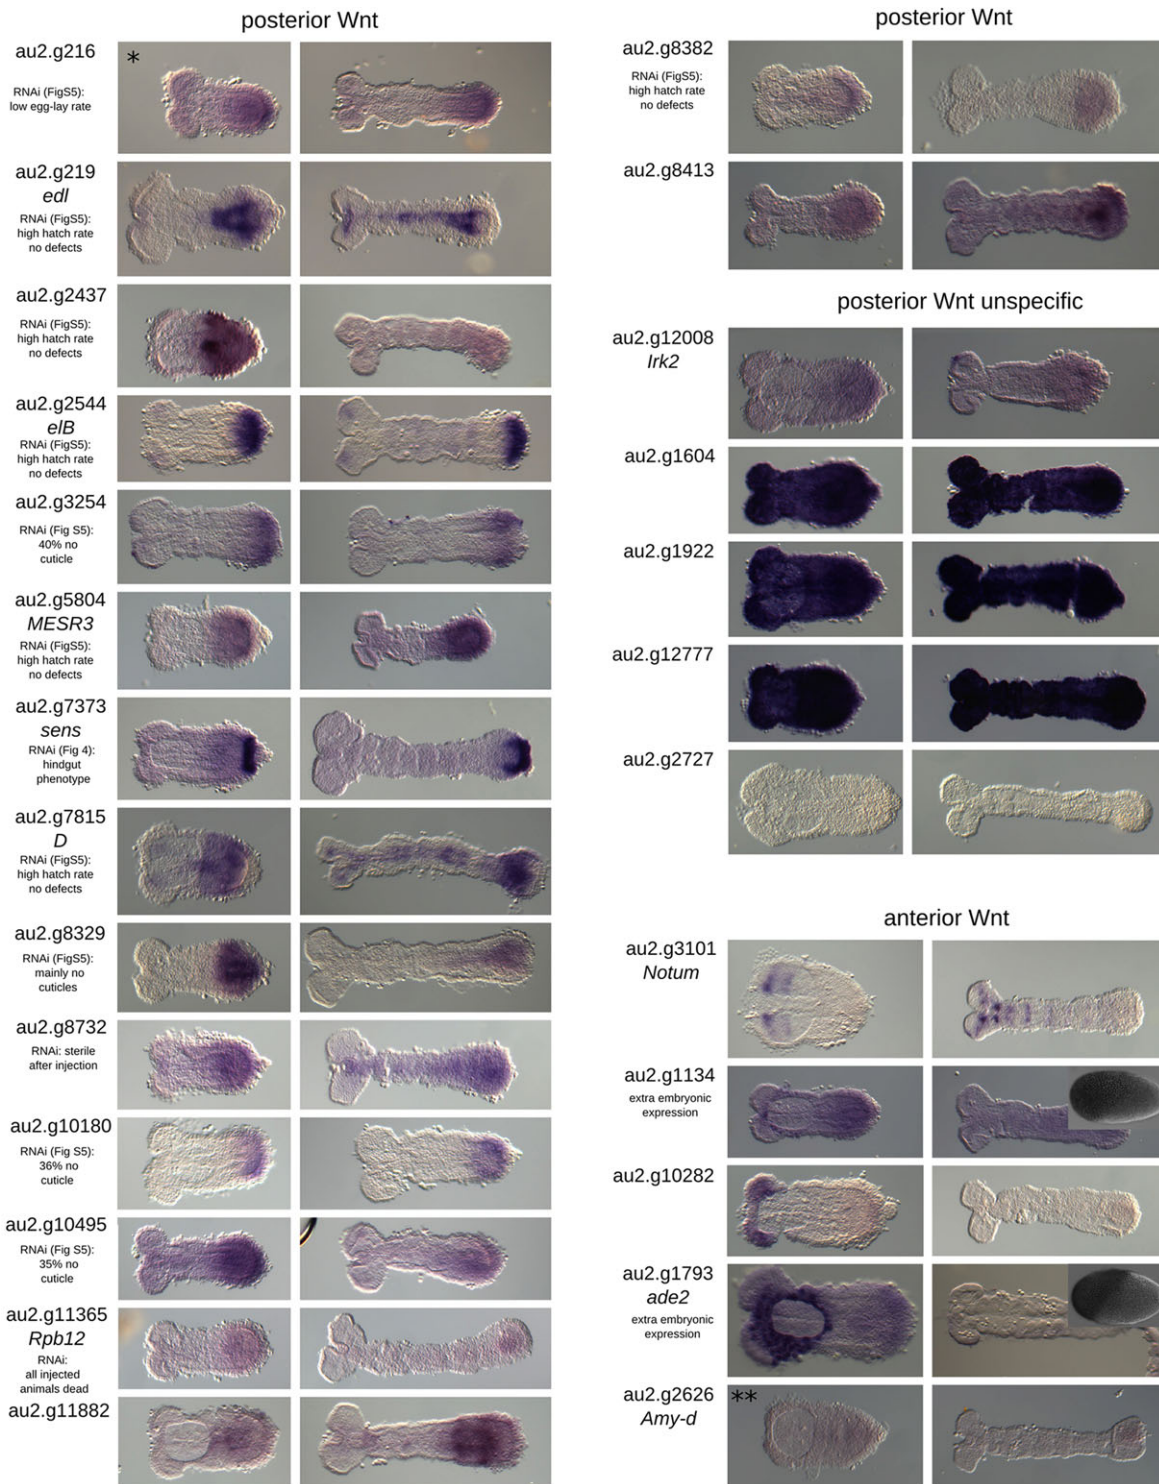 posterior Wnt
au2.g216
*
RNAi (FigS5):
low egg-lay rate
au2.g219
edl
RNAi (FigS5):
high hatch rate
no defects
au2.g2437
RNAi (FigS5):
high hatch rate
no defects
au2.g2544
elB
RNAi (FigS5):
high hatch rate
no defects
au2.g3254
RNAi (Fig S5):
40% no
cuticle
au2.g5804
MESR3
RNAi (FigS5):
high hatch rate
no defects
au2.g7373
sens
RNAi (Fig 4):
hindgut
phenotype
au2.g7815
D
RNAi (FigS5):
high hatch rate
no defects
au2.g8329
RNAi (FigS5):
mainly no
cuticles
au2.g8732
RNAi: sterile
after injection
au2.g10180
RNAi (Fig S5):
36% no
cuticle
au2.g10495
RNAi (Fig S5):
35% no
cuticle
au2.g11365
Rpb12
RNAi:
all injected
animals dead
au2.g11882
posterior Wnt
au2.g8382
RNAi (FigS5):
high hatch rate
no defects
au2.g8413
posterior Wnt unspecific
au2.g12008
Irk2
au2.g1604
au2.g1922
au2.g12777
au2.g2727
anterior Wnt
au2.g3101
Notum
au2.g1134
extra embryonic
expression
au2.g10282
au2.g1793
ade2
extra embryonic
expression
au2.g2626
**
Amy-d